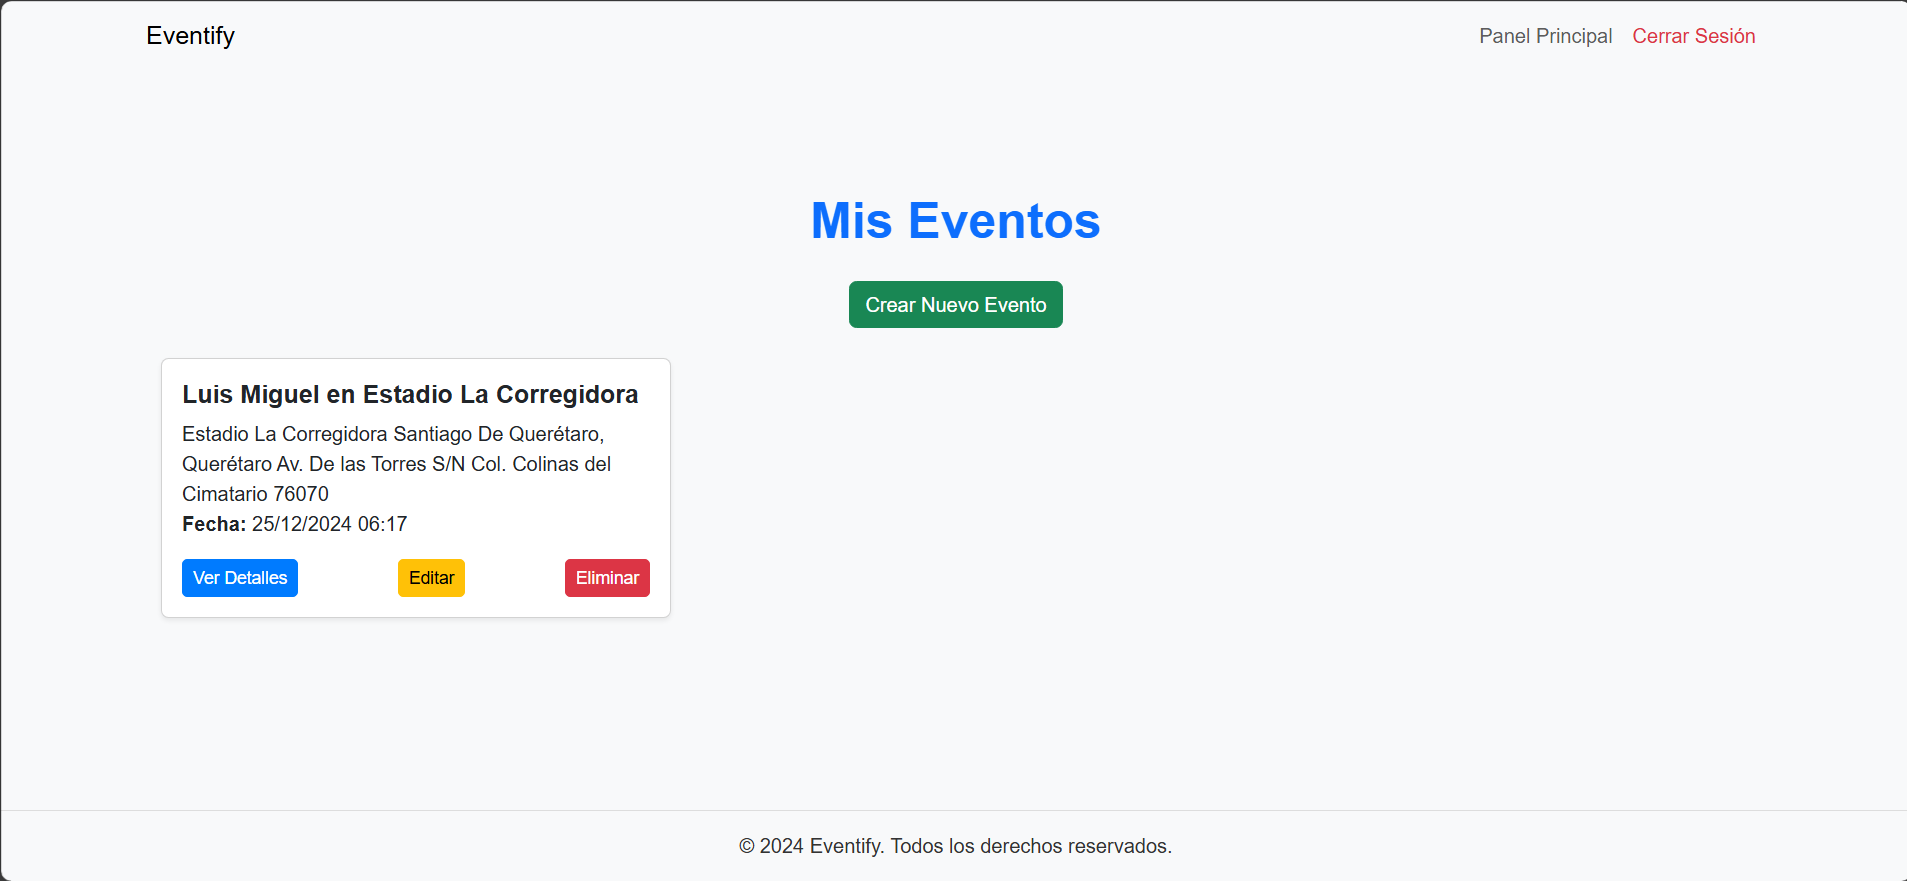 Eventify
Panel Principal
Cerrar Sesión
Mis Eventos
Crear Nuevo Evento
Luis Miguel en Estadio La Corregidora
Estadio La Corregidora Santiago De Querétaro,
Querétaro Av. De las Torres S/N Col. Colinas del
Cimatario 76070
Fecha: 25/12/2024 06:17
Ver Detalles
Editar
Eliminar
© 2024 Eventify. Todos los derechos reservados.